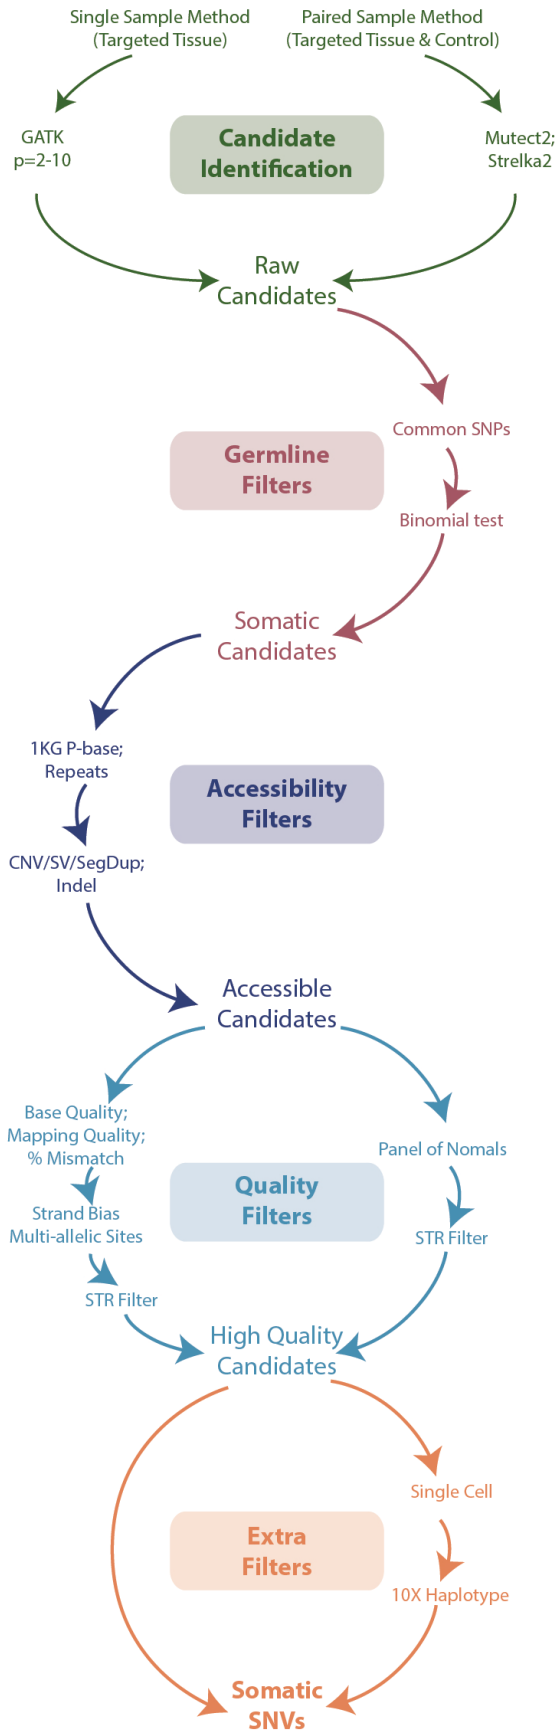 Single Sample Method
(Targeted Tissue)
Paired Sample Method
(Targeted Tissue & Control)
GATK
p=2-10
Candidate
Identification
Mutect2;
Strelka2
Raw
Candidates
Common SNPs
Germline
Filters
Binomial test
Somatic
Candidates
1KG P-base;
Repeats
Accessibility
Filters
CNV/SV/SegDup;
Indel
Accessible
Candidates
Base Quality;
Mapping Quality;
% Mismatch
Panel of Nomals
Quality
Filters
Strand Bias
Multi-allelic Sites
STR Filter
STR Filter
High Quality
Candidates
Single Cell
Extra
Filters
10X Haplotype
Somatic
SNVs